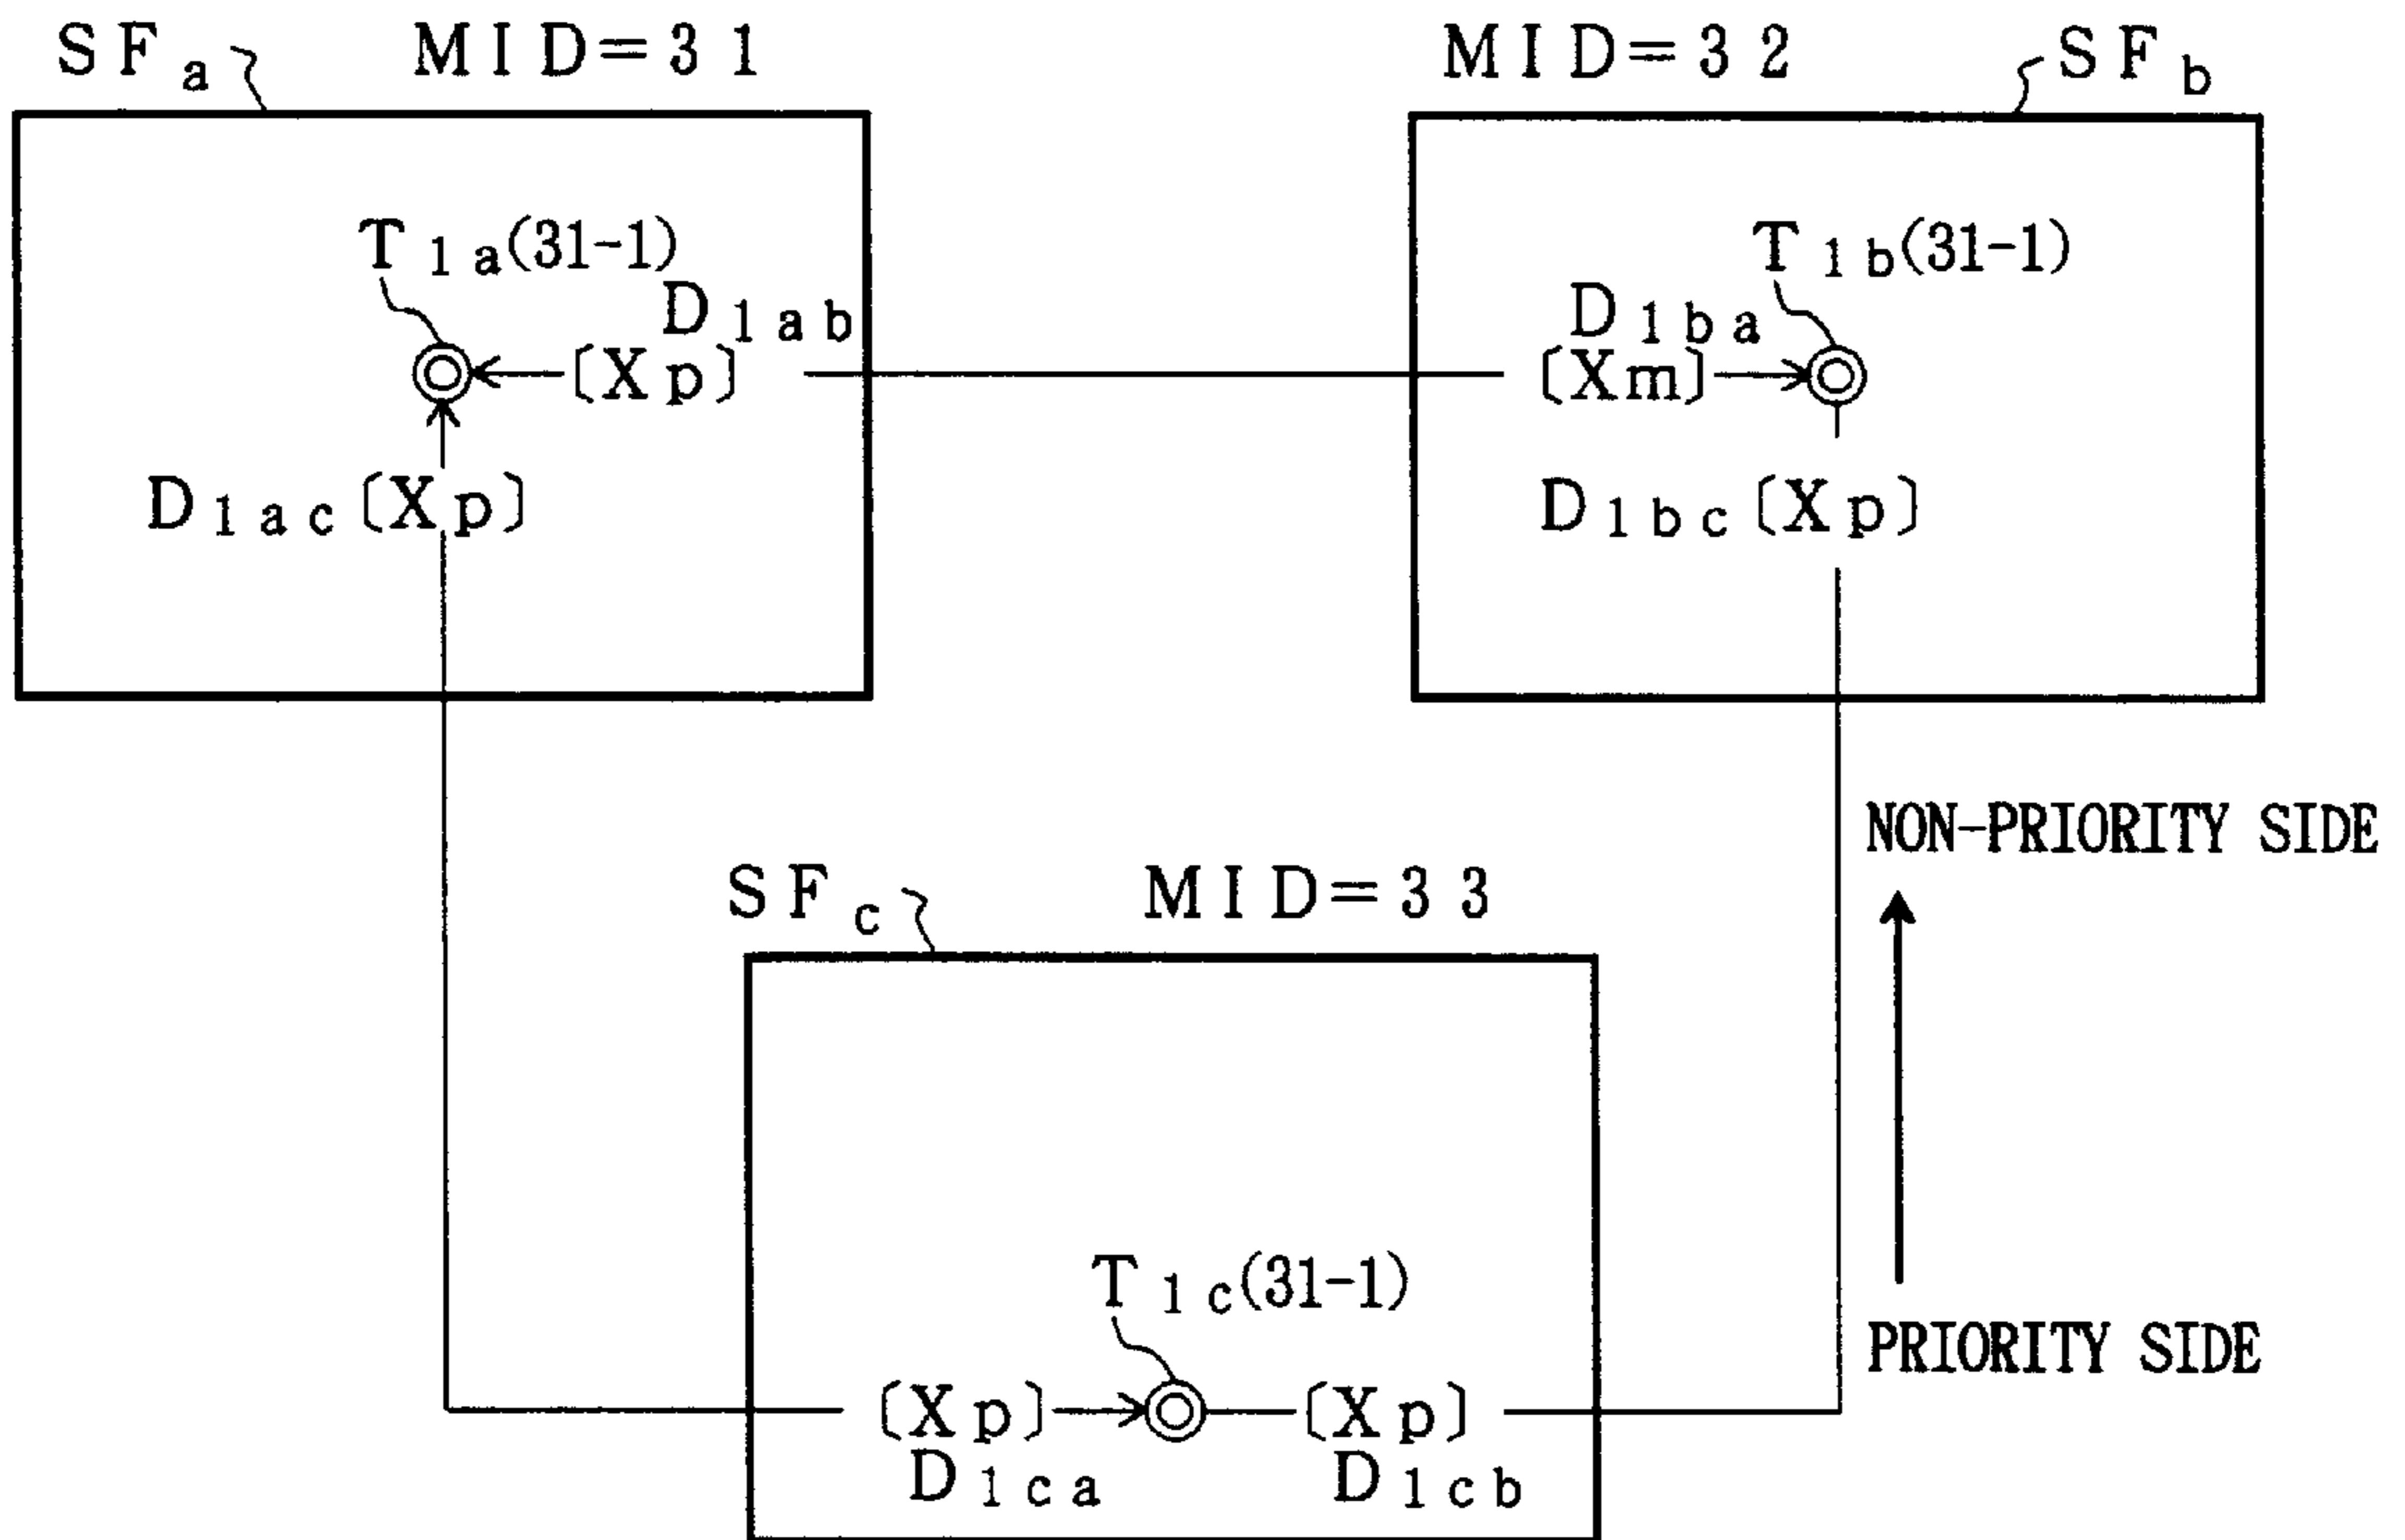 SFa MID=31
MID=32 SFb
T1a(31-1)
D1ab
[Xp]
D1ac[Xp]
T1b(31-1)
D1ba
[Xm]
D1bc[Xp]
NON-PRIORITY SIDE
PRIORITY SIDE
SFc MID=33
T1c(31-1)
[Xp] [Xp]
D1ca D1cb